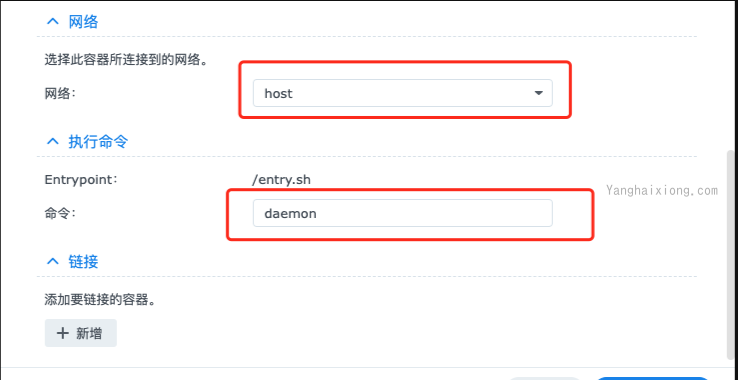 网络
选择此容器所连接到的网络。
网络： host
执行命令
Entrypoint： /entry.sh
Yanghaixiong.com
命令： daemon
链接
添加要链接的容器。
+ 新增